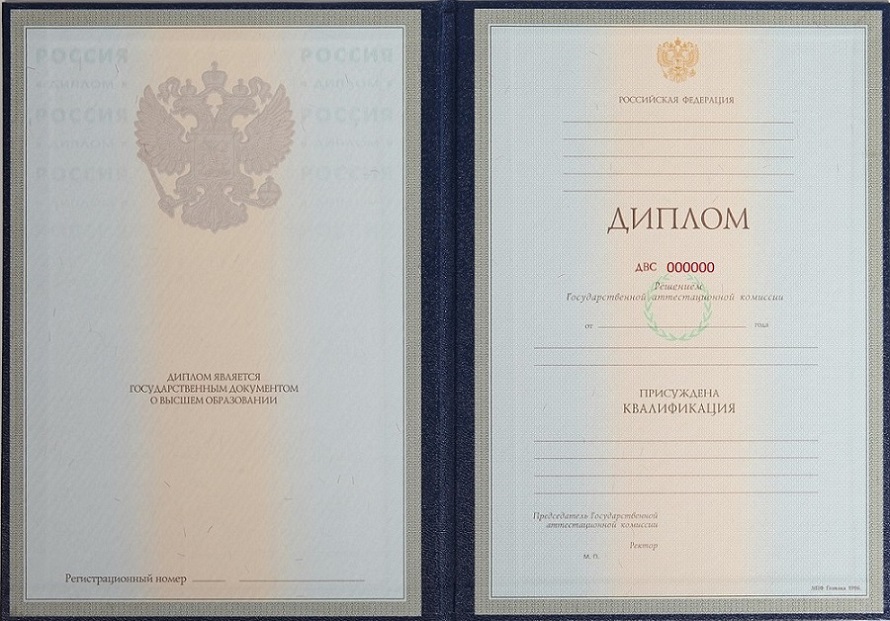 РОССИЯ РОССИЯ
• ДИПЛОМ • • ДИПЛОМ •
РОССИЯ РОССИЯ
• ДИПЛОМ • • ДИПЛОМ •
РОССИЯ РОССИЯ
ДИПЛОМ ЯВЛЯЕТСЯ
ГОСУДАРСТВЕННЫМ ДОКУМЕНТОМ
О ВЫСШЕМ ОБРАЗОВАНИИ
Регистрационный номер
РОССИЙСКАЯ ФЕДЕРАЦИЯ
ДИПЛОМ
ДВС 000000
Решением
Государственной аттестационной комиссии
от года
ПРИСУЖДЕНА
КВАЛИФИКАЦИЯ
Председатель Государственной
аттестационной комиссии
Ректор
М. П.